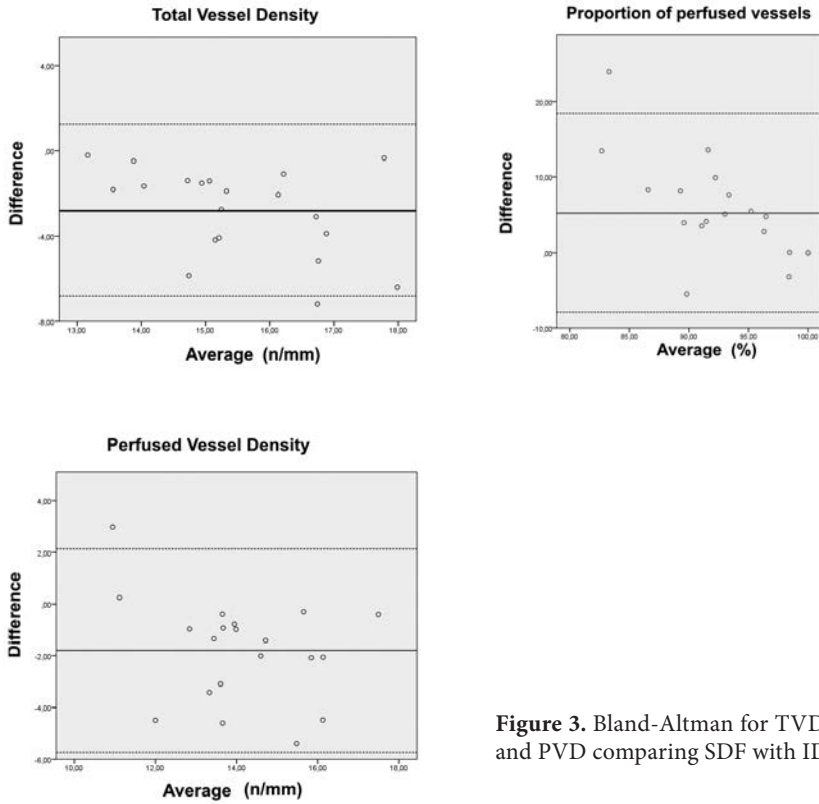 Total Vessel Density
Difference
4,00
,00
-4,00
-8,00
13,00 14,00 15,00 16,00 17,00 18,00
Average (n/mm)
Proportion of perfused vessels
Difference
20,00
10,00
,00
-10,00
80,00 85,00 90,00 95,00 100,00
Average (%)
Perfused Vessel Density
Difference
4,00
2,00
,00
-2,00
-4,00
-6,00
10,00 12,00 14,00 16,00 18,00
Average (n/mm)
Figure 3. Bland-Altman for TVD
and PVD comparing SDF with